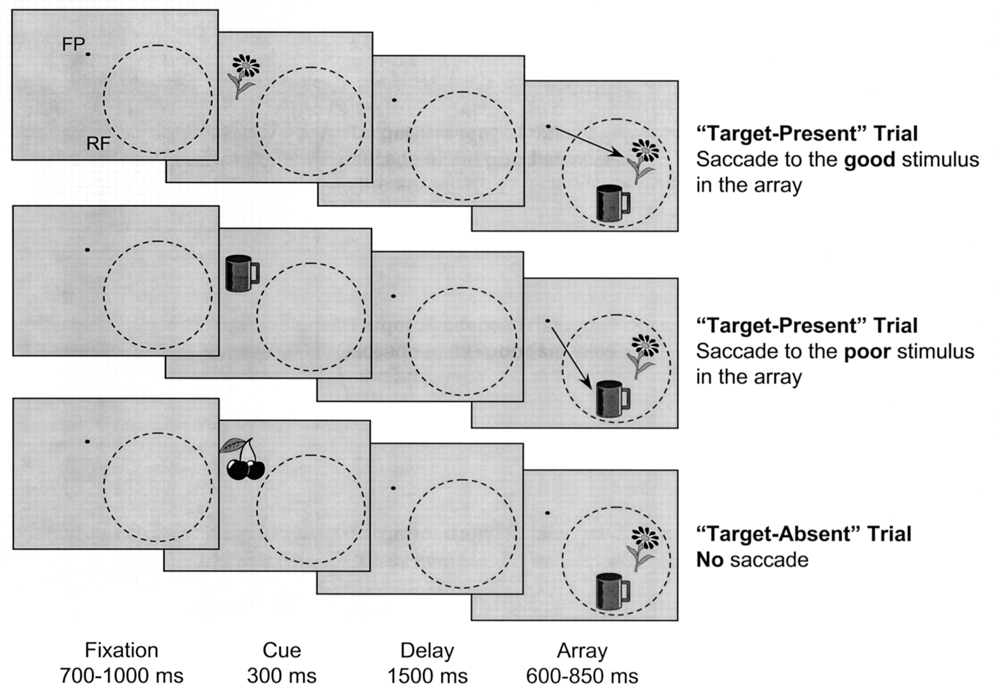 FP
RF
“Target-Present” Trial
Saccade to the good stimulus
in the array
“Target-Present” Trial
Saccade to the poor stimulus
in the array
“Target-Absent” Trial
No saccade
Fixation
700-1000 ms
Cue
300 ms
Delay
1500 ms
Array
600-850 ms